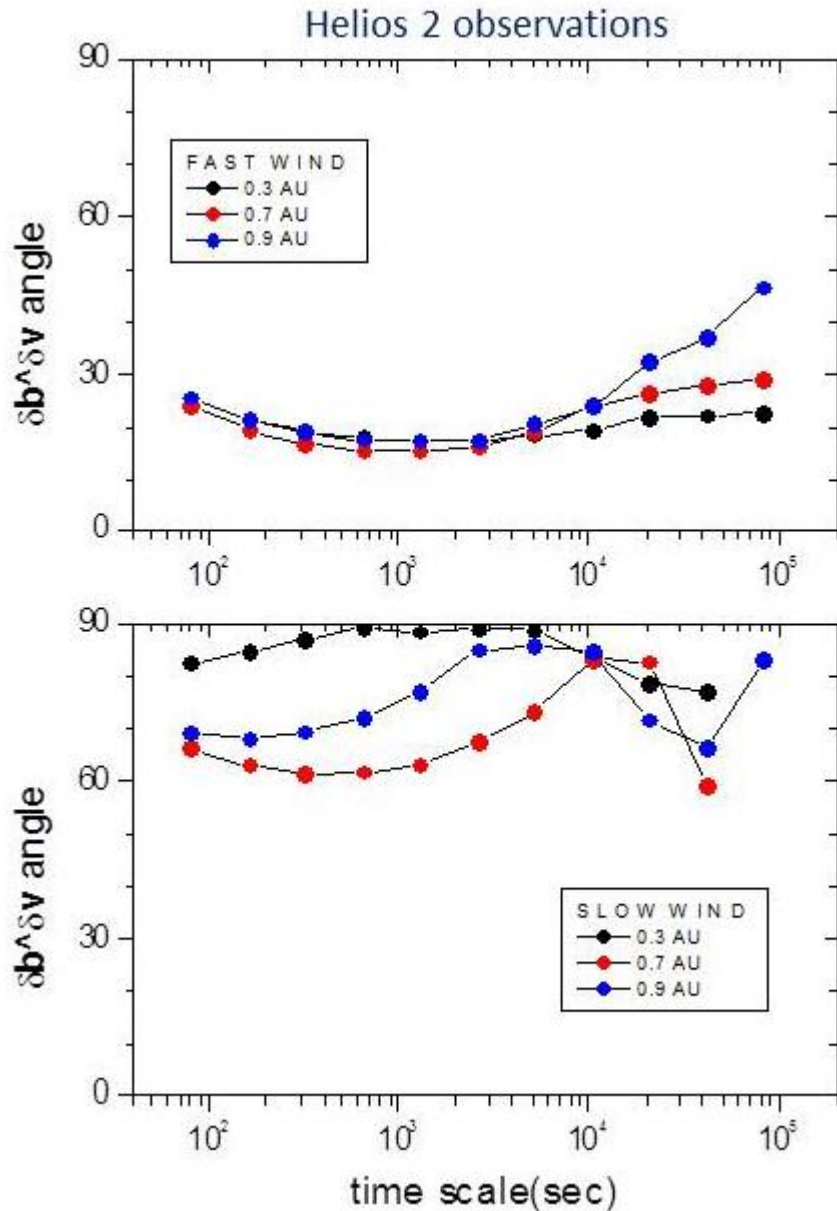 Helios 2 observations
90
60
30
0
δb^δv angle
FAST WIND
0.3 AU
0.7 AU
0.9 AU
10² 10³ 10⁴ 10⁵
90
60
30
0
δb^δv angle
SLOW WIND
0.3 AU
0.7 AU
0.9 AU
10² 10³ 10⁴ 10⁵
time scale(sec)